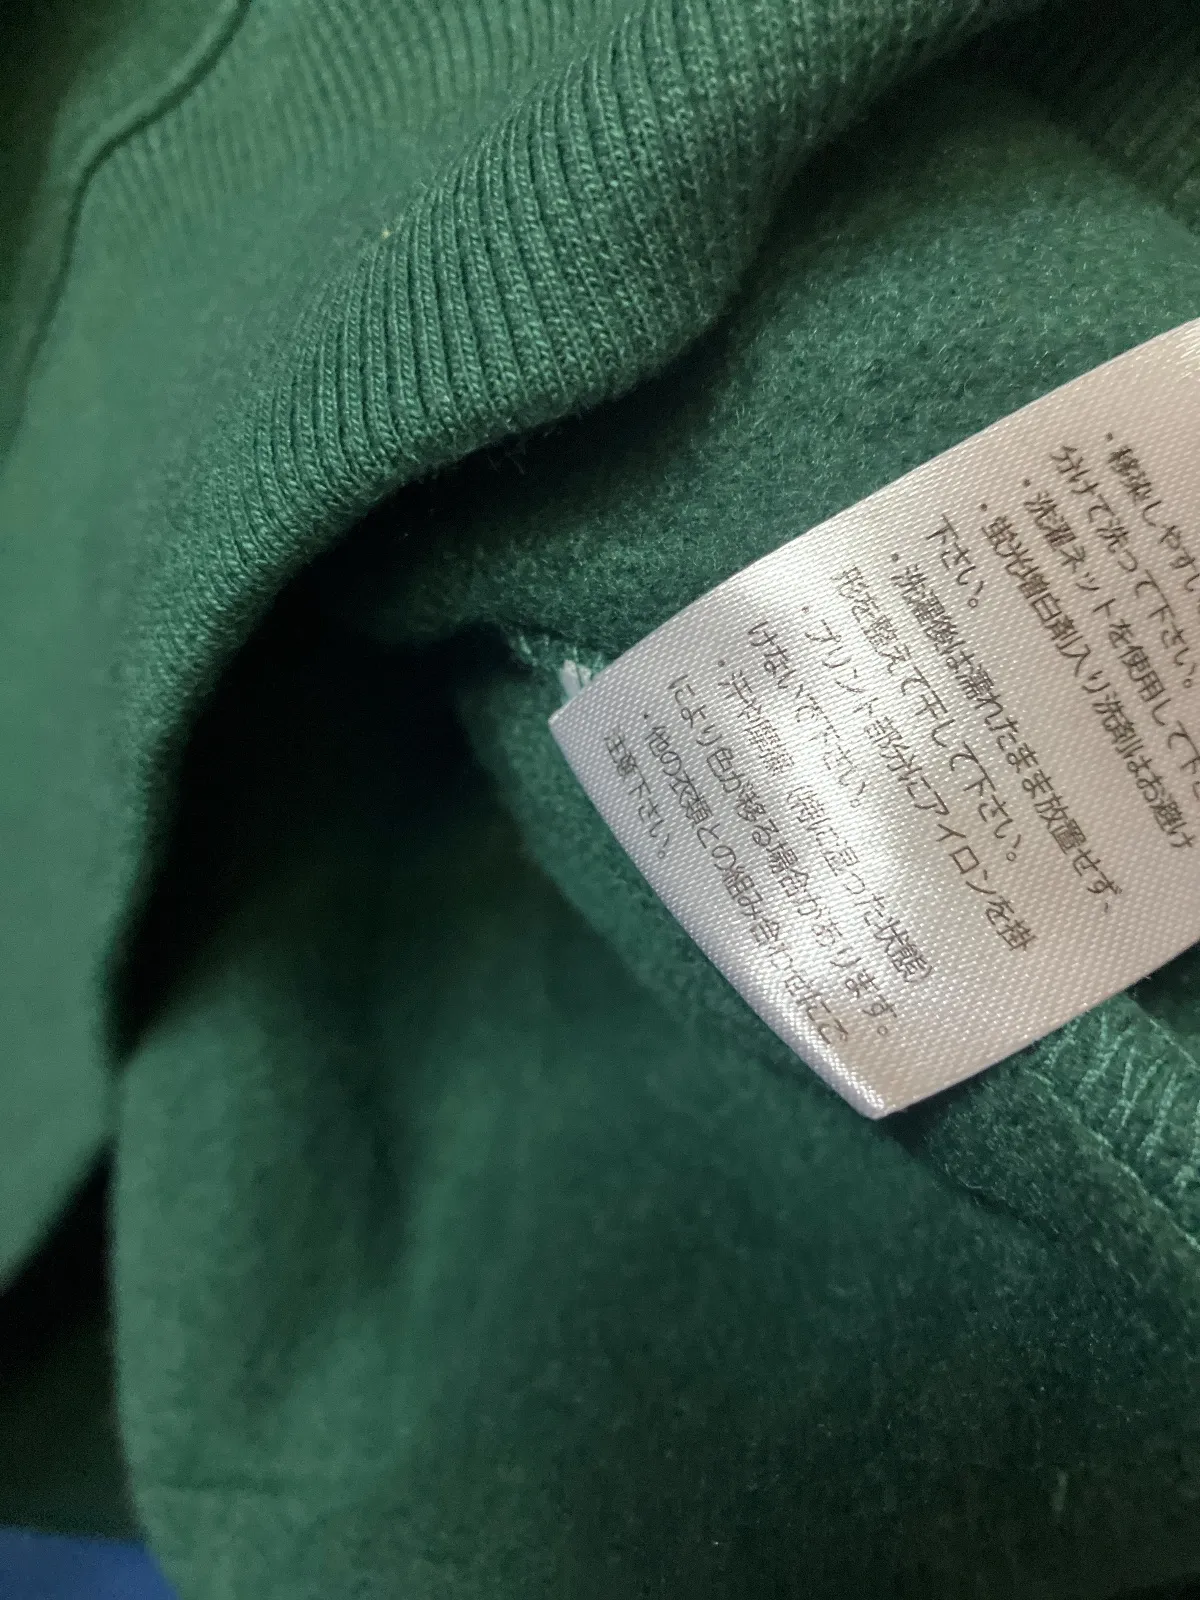 ・移染しやすい
分けて洗って下さい。
・洗濯ネットを使用して下
・蛍光増白剤入り洗剤はお避け
下さい。
・洗濯後は濡れたまま放置せず、
形を整えて干して下さい。
・プリント部分にアイロンを掛
けないで下さい。
・汗や摩擦（特に湿った状態）
により色が移る場合があります。
・他の衣類との組み合わせにご
注意下さい。